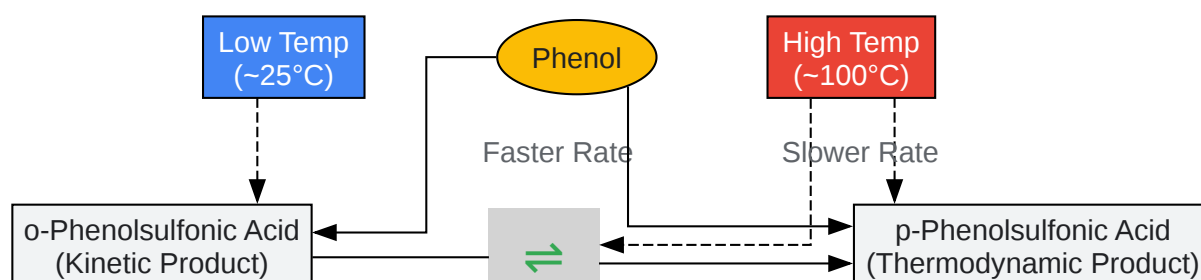 Low Temp
(~25°C)
Phenol
High Temp
(~100°C)
Faster Rate
Slower Rate
o-Phenolsulfonic Acid
(Kinetic Product)
⇌
p-Phenolsulfonic Acid
(Thermodynamic Product)